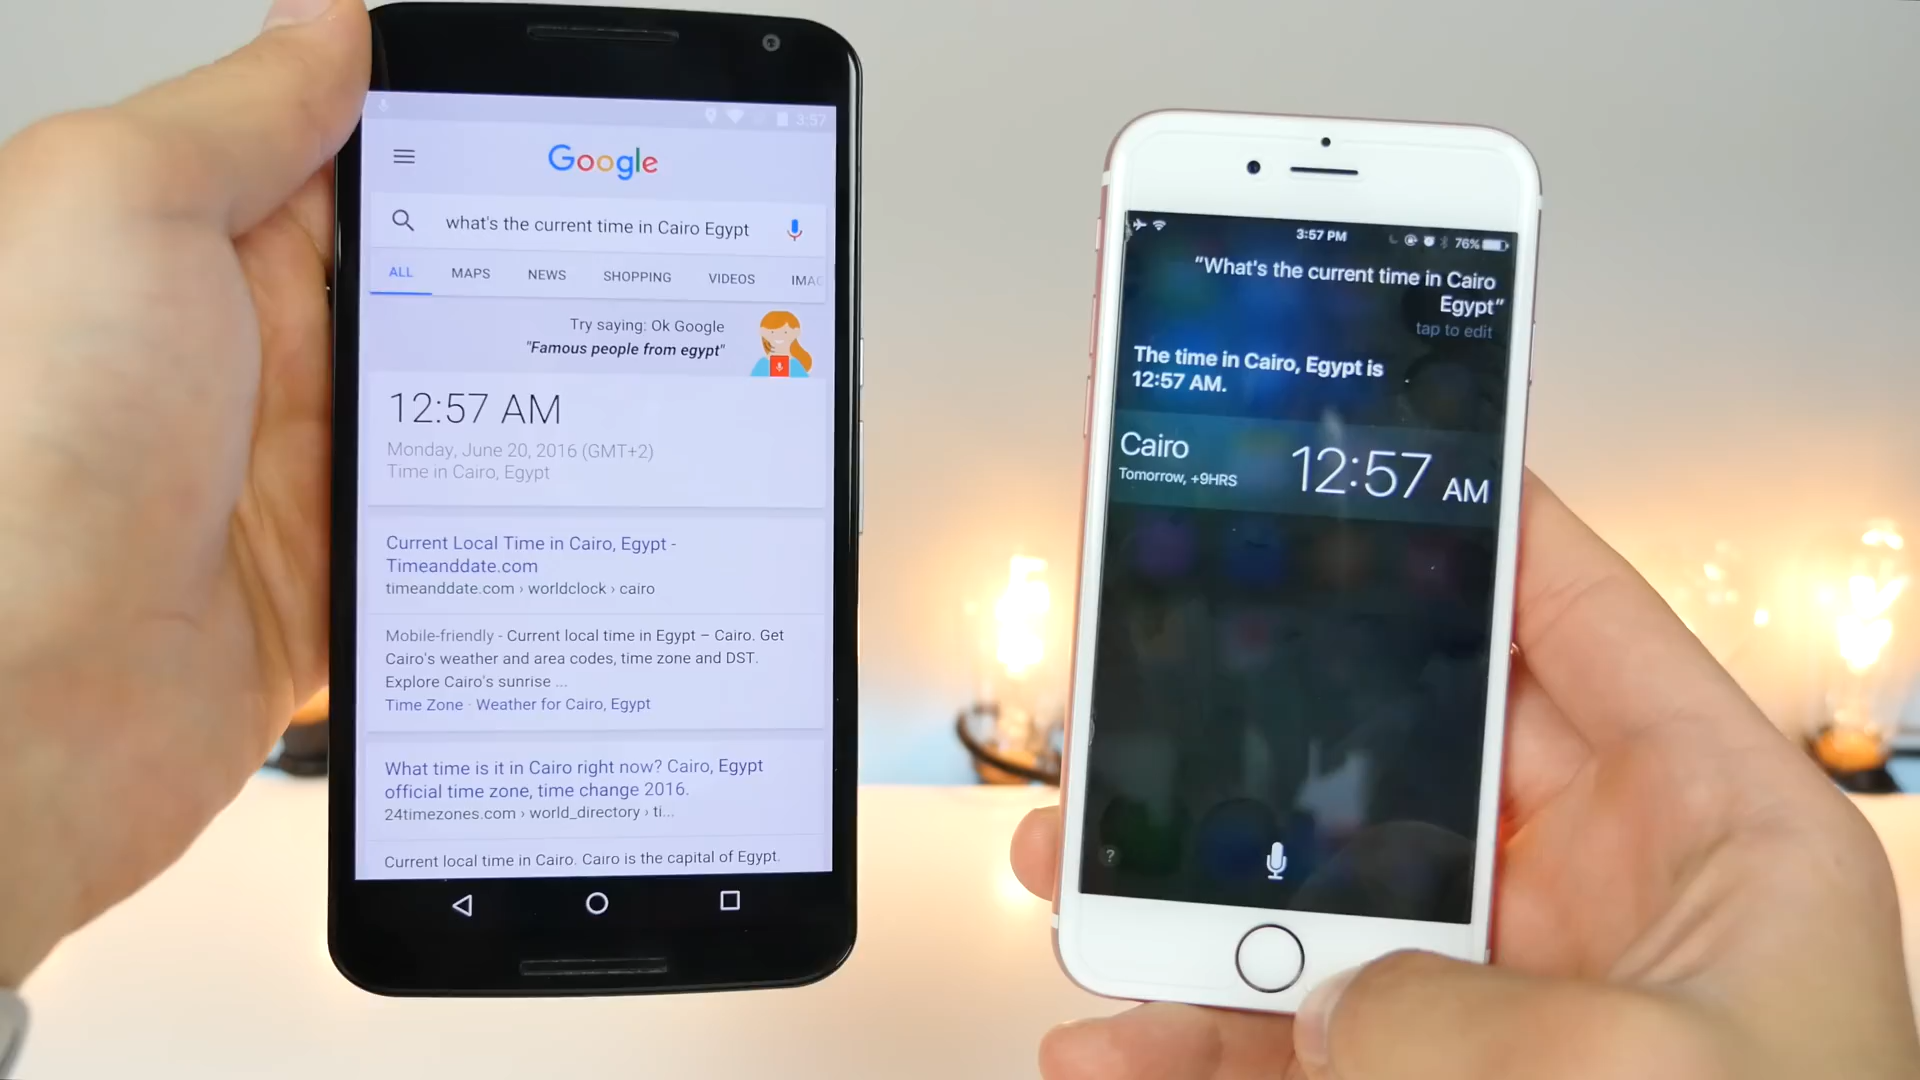 3:57
Google
what's the current time in Cairo Egypt
ALL MAPS NEWS SHOPPING VIDEOS IMAG
Try saying: Ok Google
"Famous people from egypt"
12:57 AM
Monday, June 20, 2016 (GMT+2)
Time in Cairo, Egypt
Current Local Time in Cairo, Egypt -
Timeanddate.com
timeanddate.com › worldclock › cairo
Mobile-friendly - Current local time in Egypt – Cairo. Get
Cairo's weather and area codes, time zone and DST.
Explore Cairo's sunrise ...
Time Zone · Weather for Cairo, Egypt
What time is it in Cairo right now? Cairo, Egypt
official time zone, time change 2016.
24timezones.com › world_directory › ti...
Current local time in Cairo. Cairo is the capital of Egypt.
3:57 PM 76%
“What's the current time in Cairo
Egypt”
tap to edit
The time in Cairo, Egypt is
12:57 AM.
Cairo
Tomorrow, +9HRS
12:57 AM
?